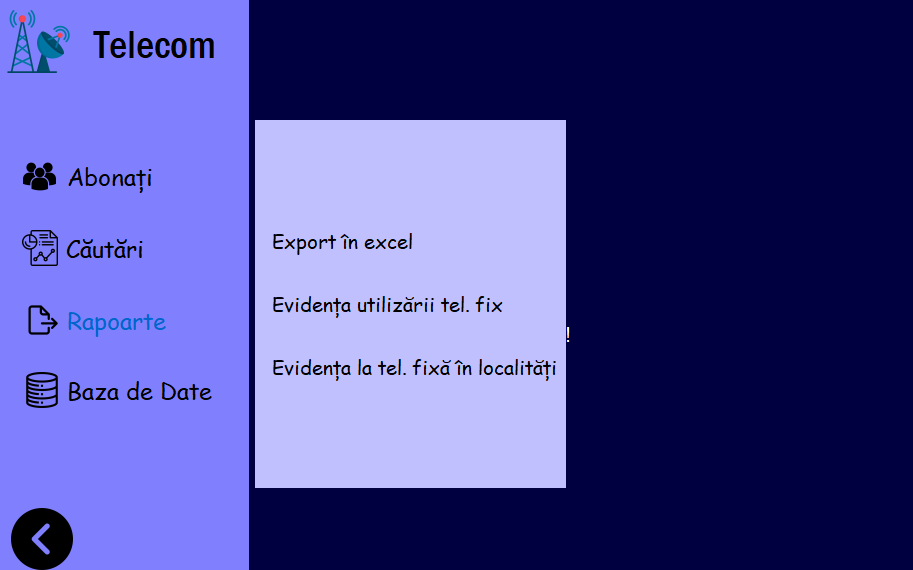 Telecom
Abonați
Căutări
Rapoarte
Baza de Date
Export în excel
Evidența utilizării tel. fix
!
Evidența la tel. fixă în localități